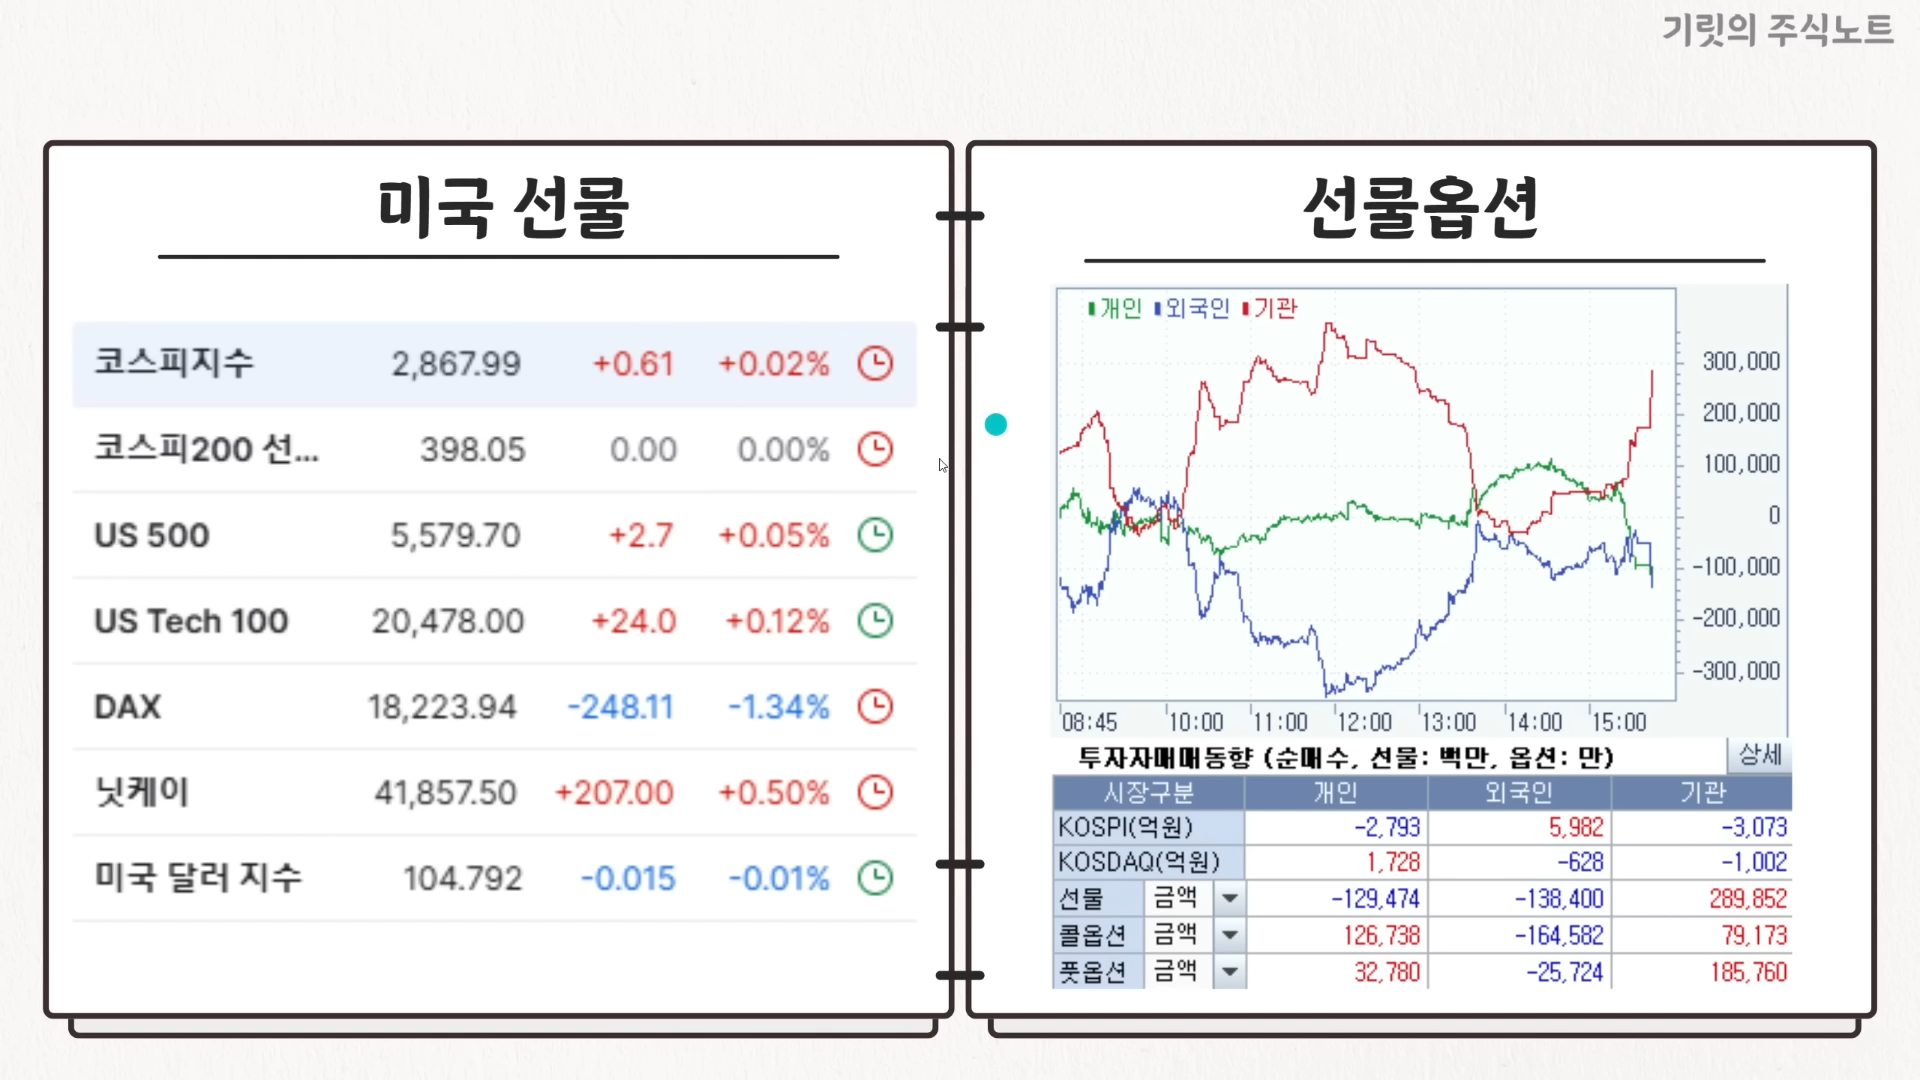 기릿의 주식노트
미국 선물
코스피지수 2,867.99 +0.61 +0.02%
코스피200 선... 398.05 0.00 0.00%
US 500 5,579.70 +2.7 +0.05%
US Tech 100 20,478.00 +24.0 +0.12%
DAX 18,223.94 -248.11 -1.34%
닛케이 41,857.50 +207.00 +0.50%
미국 달러 지수 104.792 -0.015 -0.01%
선물옵션
개인 외국인 기관
300,000
200,000
100,000
0
-100,000
-200,000
-300,000
08:45 10:00 11:00 12:00 13:00 14:00 15:00
투자자매매동향 (순매수, 선물: 백만, 옵션: 만) 상세
시장구분 개인 외국인 기관
KOSPI(억원) -2,793 5,982 -3,073
KOSDAQ(억원) 1,728 -628 -1,002
선물 금액 -129,474 -138,400 289,852
콜옵션 금액 126,738 -164,582 79,173
풋옵션 금액 32,780 -25,724 185,760